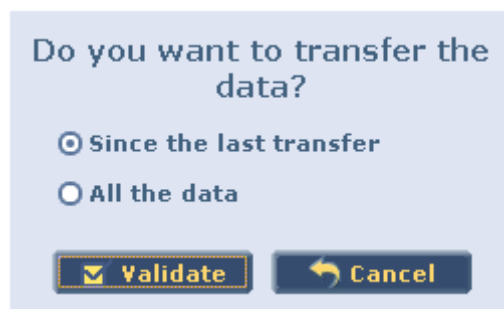 Do you want to transfer the
data?
Since the last transfer
All the data
Validate
Cancel